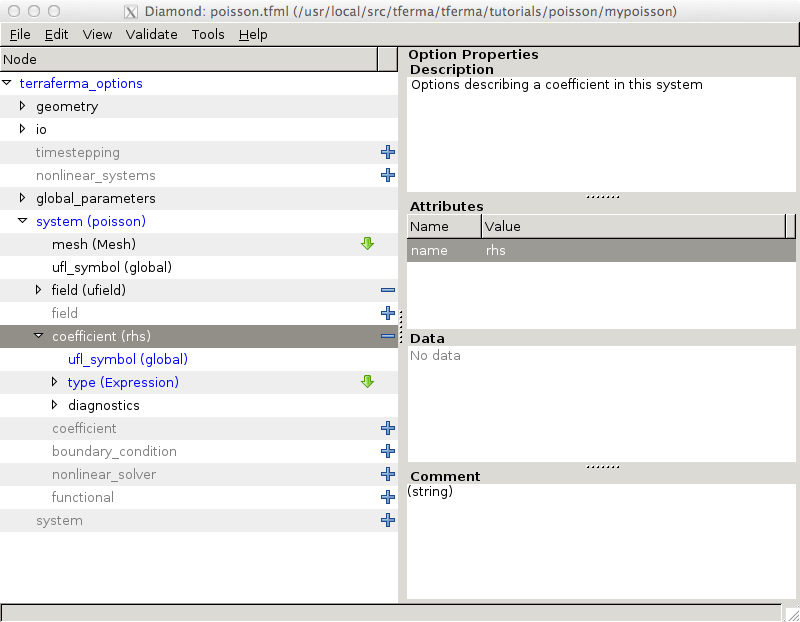 Diamond: poisson.tfml (/usr/local/src/tferma/tferma/tutorials/poisson/mypoisson)
File Edit View Validate Tools Help
Node
terraferma_options
geometry
io
timestepping
nonlinear_systems
global_parameters
system (poisson)
mesh (Mesh)
ufl_symbol (global)
field (ufield)
field
coefficient (rhs)
ufl_symbol (global)
type (Expression)
diagnostics
coefficient
boundary_condition
nonlinear_solver
functional
system
Option Properties
Description
Options describing a coefficient in this system
Attributes
Name Value
name rhs
Data
No data
Comment
(string)